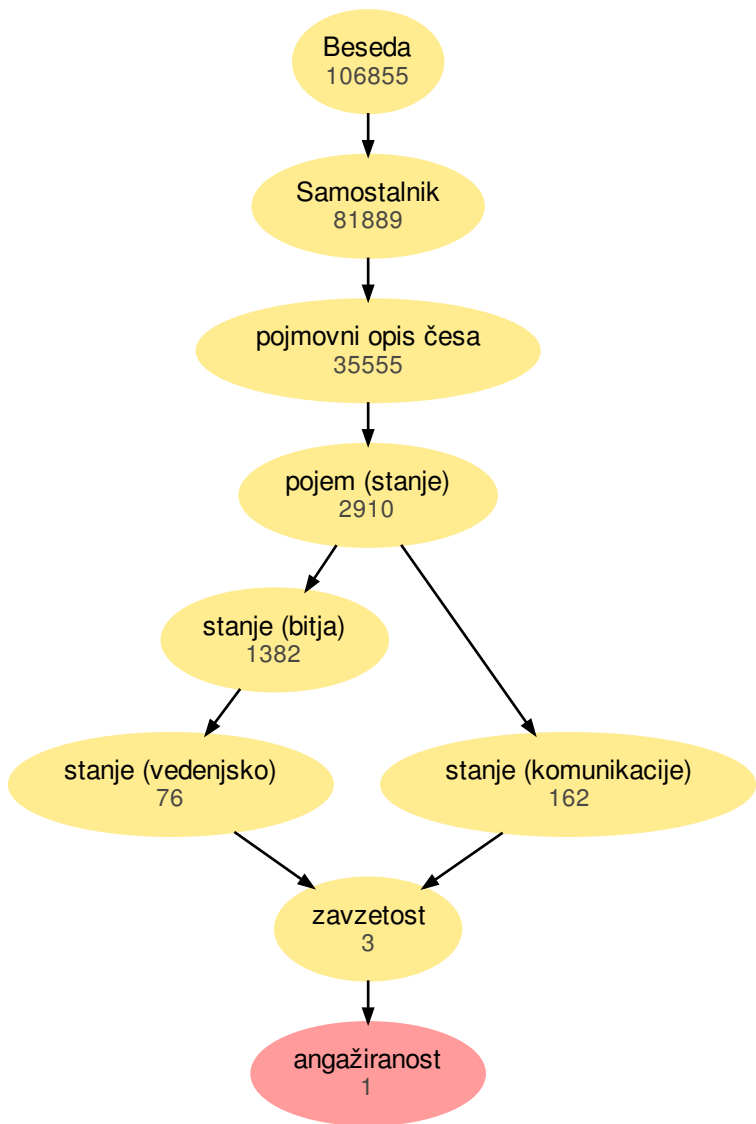 Beseda
106855
Samostalnik
81889
pojmovni opis česa
35555
pojem (stanje)
2910
stanje (bitja)
1382
stanje (vedenjsko)
76
stanje (komunikacije)
162
zavzetost
3
angažiranost
1